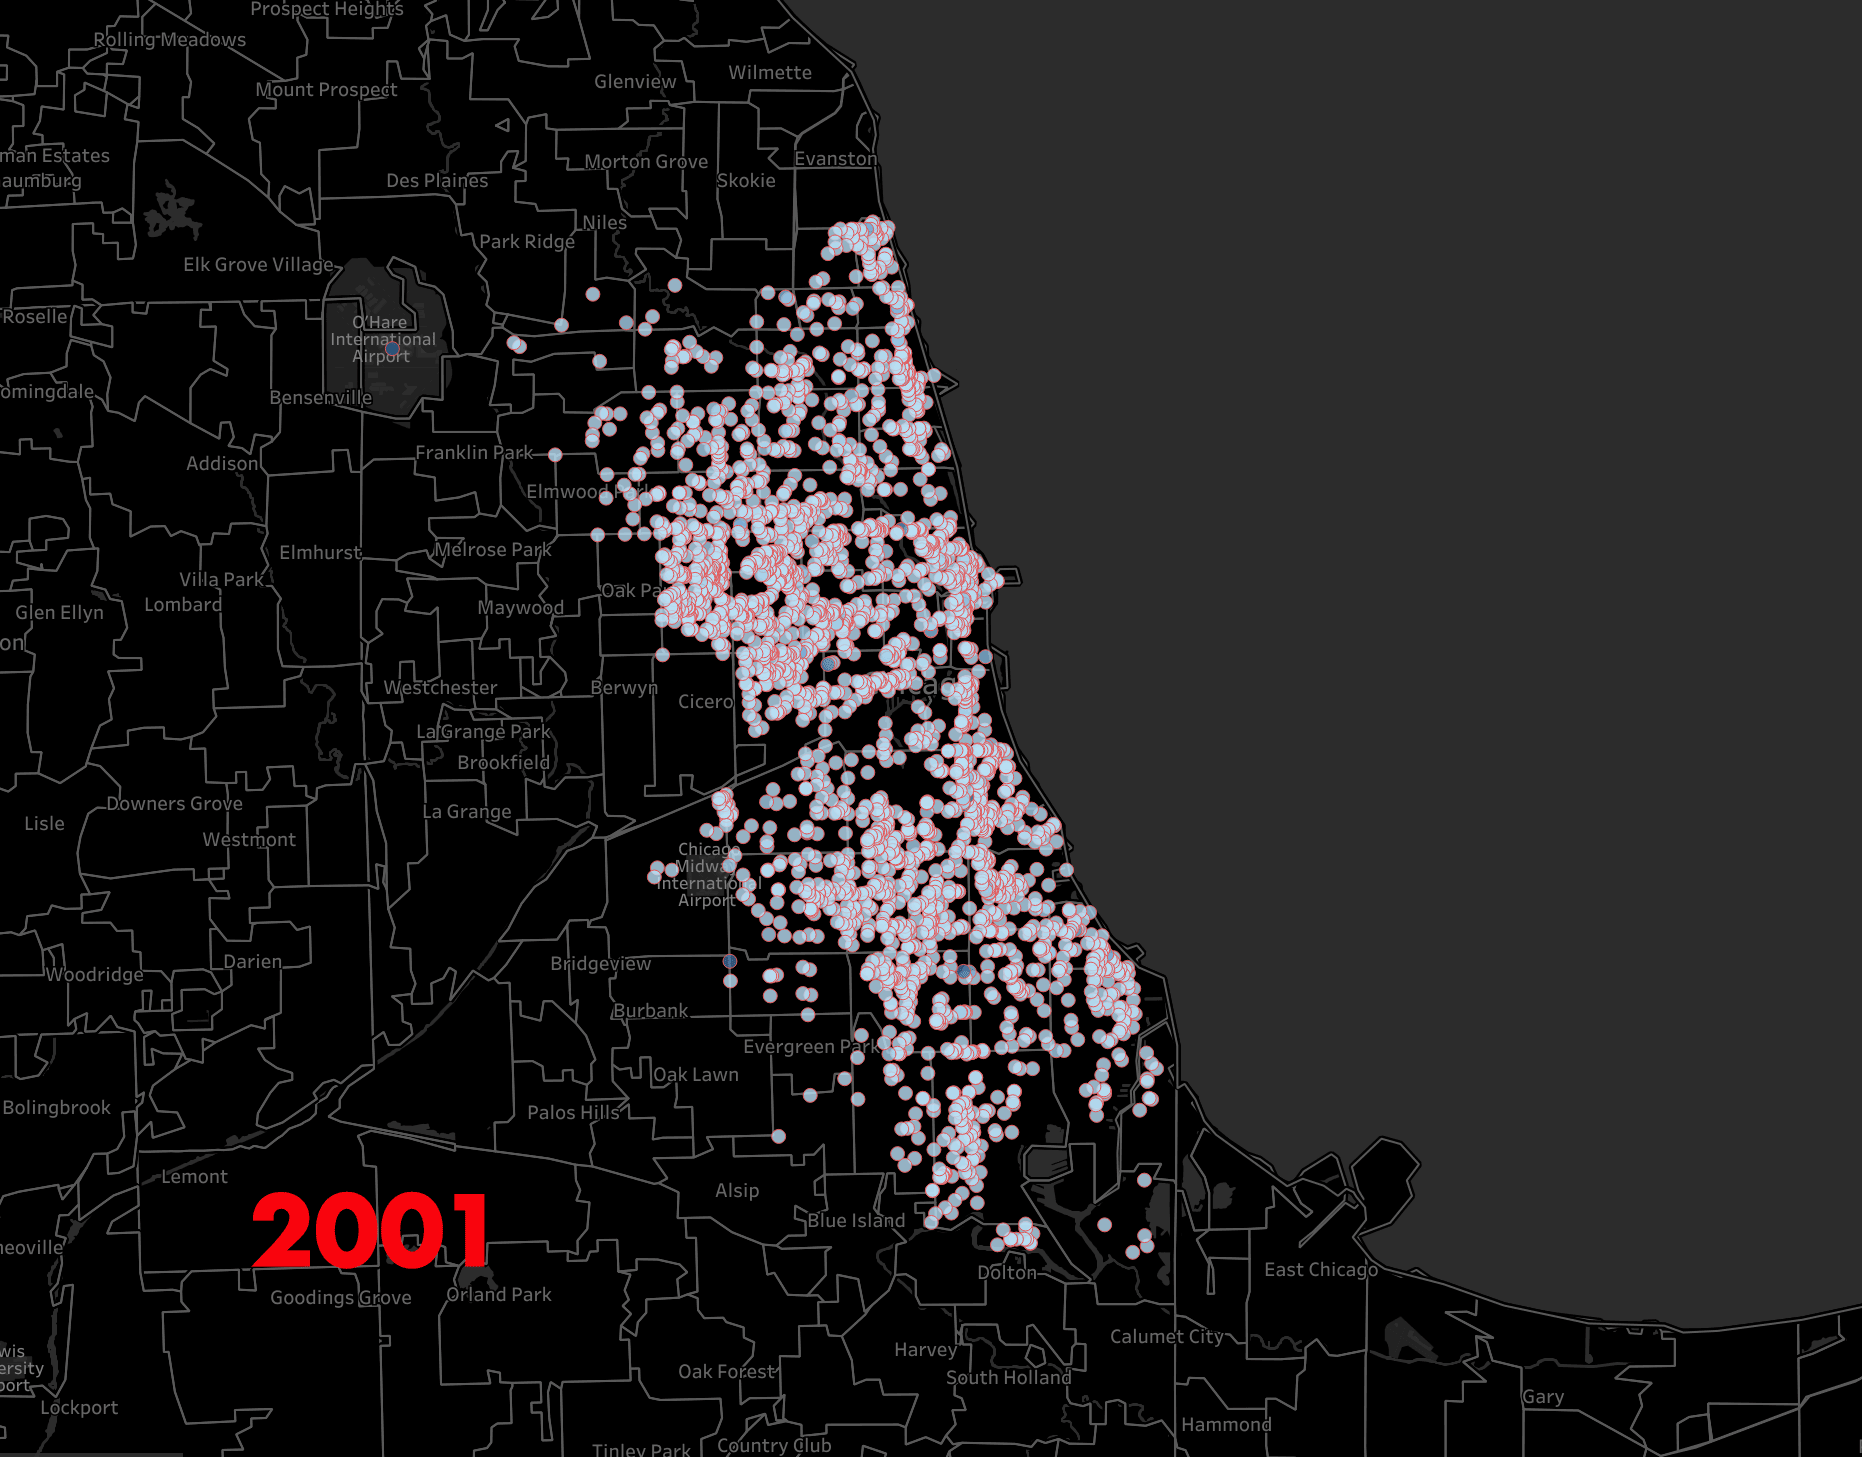 Prospect Heights
Rolling Meadows
Wilmette
Glenview
Mount Prospect
man Estates
Evanston
Morton Grove
aumburg
Des Plaines
Skokie
Niles
Park Ridge
Elk Grove Village
Roselle
O'Hare
International
Airport
omingdale
Bensenville
Franklin Park
Addison
Elmwood Park
Melrose Park
Elmhurst
Villa Park
Oak Pa
Lombard
Maywood
Glen Ellyn
on
Westchester
Berwyn
Cicero
La Grange Park
Brookfield
Downers Grove
La Grange
Lisle
Westmont
Chicago
Midway
International
Airport
Darien
Bridgeview
Woodridge
Burbank
Evergreen Park
Oak Lawn
Bolingbrook
Palos Hills
Lemont
Alsip
2001
Blue Island
neoville
Dolton
East Chicago
Orland Park
Goodings Grove
Calumet City
Harvey
wis
ersity
port
Oak Forest
South Holland
Gary
Lockport
Hammond
Country Club
Tinley Park